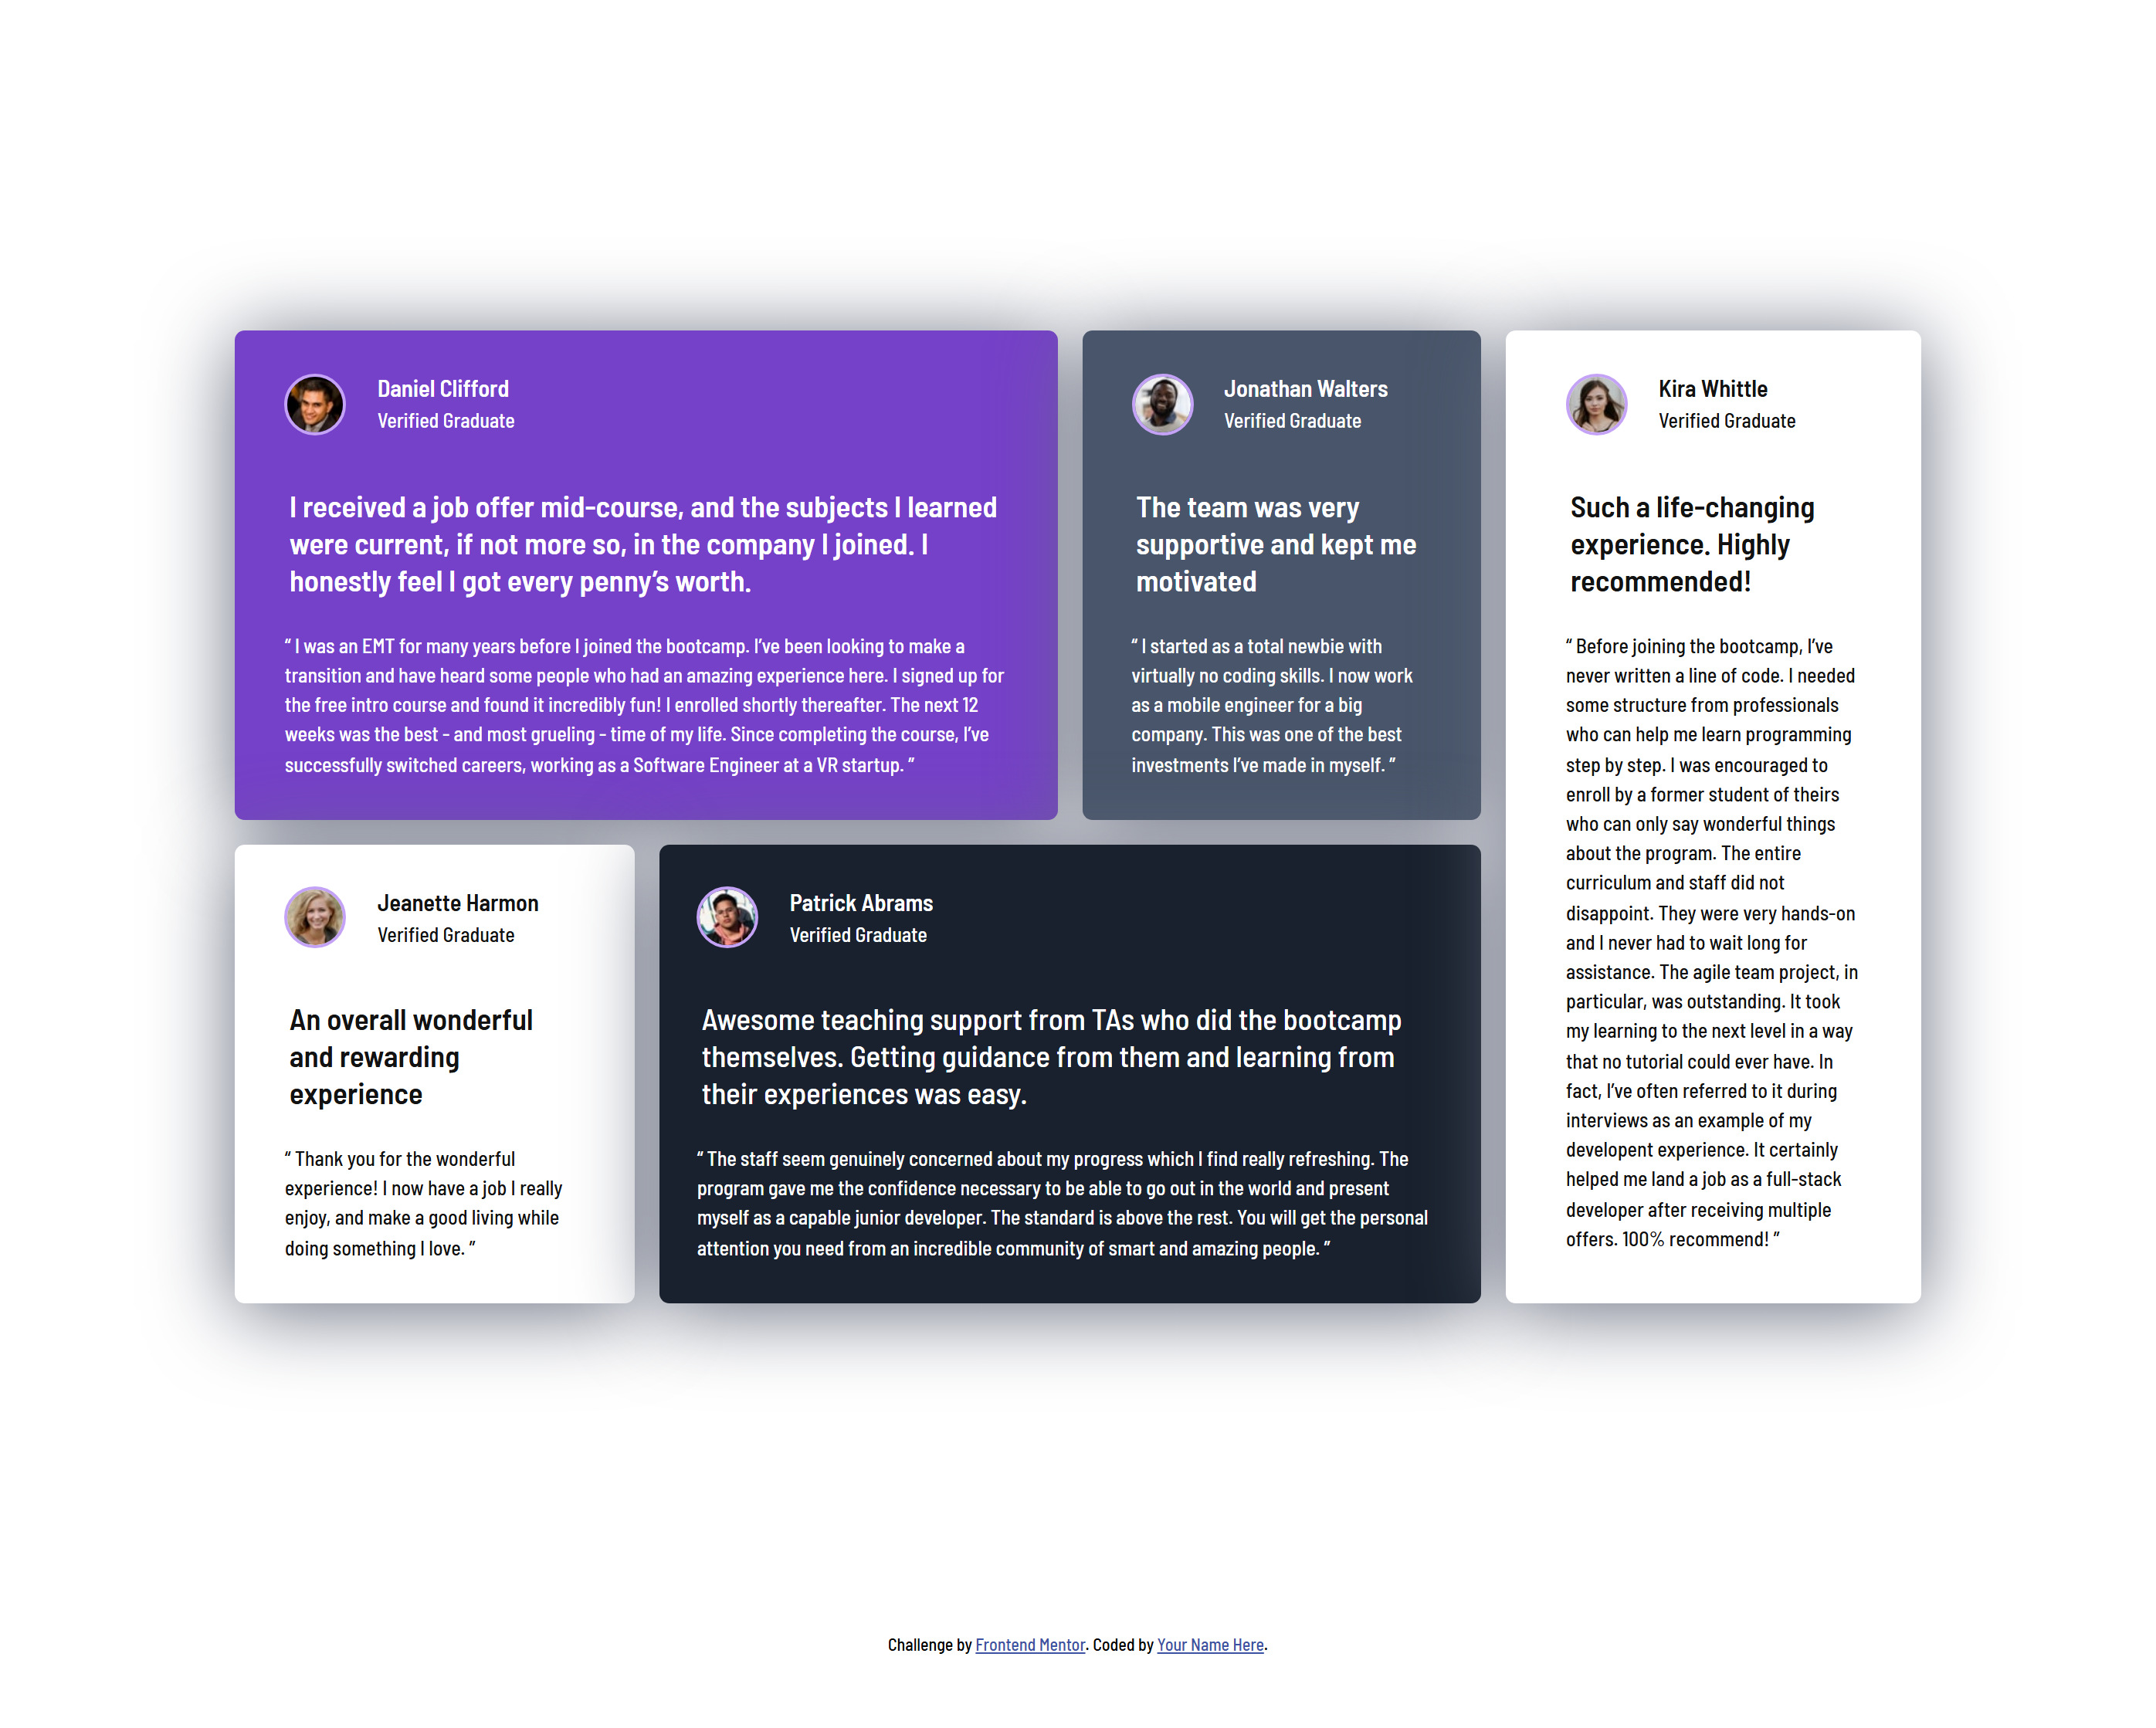 Daniel Clifford
Verified Graduate
I received a job offer mid-course, and the subjects I learned
were current, if not more so, in the company I joined. I
honestly feel I got every penny’s worth.
“ I was an EMT for many years before I joined the bootcamp. I’ve been looking to make a
transition and have heard some people who had an amazing experience here. I signed up for
the free intro course and found it incredibly fun! I enrolled shortly thereafter. The next 12
weeks was the best - and most grueling - time of my life. Since completing the course, I’ve
successfully switched careers, working as a Software Engineer at a VR startup. ”
Jonathan Walters
Verified Graduate
The team was very
supportive and kept me
motivated
“ I started as a total newbie with
virtually no coding skills. I now work
as a mobile engineer for a big
company. This was one of the best
investments I’ve made in myself. ”
Kira Whittle
Verified Graduate
Such a life-changing
experience. Highly
recommended!
“ Before joining the bootcamp, I’ve
never written a line of code. I needed
some structure from professionals
who can help me learn programming
step by step. I was encouraged to
enroll by a former student of theirs
who can only say wonderful things
about the program. The entire
curriculum and staff did not
disappoint. They were very hands-on
and I never had to wait long for
assistance. The agile team project, in
particular, was outstanding. It took
my learning to the next level in a way
that no tutorial could ever have. In
fact, I’ve often referred to it during
interviews as an example of my
developent experience. It certainly
helped me land a job as a full-stack
developer after receiving multiple
offers. 100% recommend! ”
Jeanette Harmon
Verified Graduate
An overall wonderful
and rewarding
experience
“ Thank you for the wonderful
experience! I now have a job I really
enjoy, and make a good living while
doing something I love. ”
Patrick Abrams
Verified Graduate
Awesome teaching support from TAs who did the bootcamp
themselves. Getting guidance from them and learning from
their experiences was easy.
“ The staff seem genuinely concerned about my progress which I find really refreshing. The
program gave me the confidence necessary to be able to go out in the world and present
myself as a capable junior developer. The standard is above the rest. You will get the personal
attention you need from an incredible community of smart and amazing people. ”
Challenge by Frontend Mentor. Coded by Your Name Here.